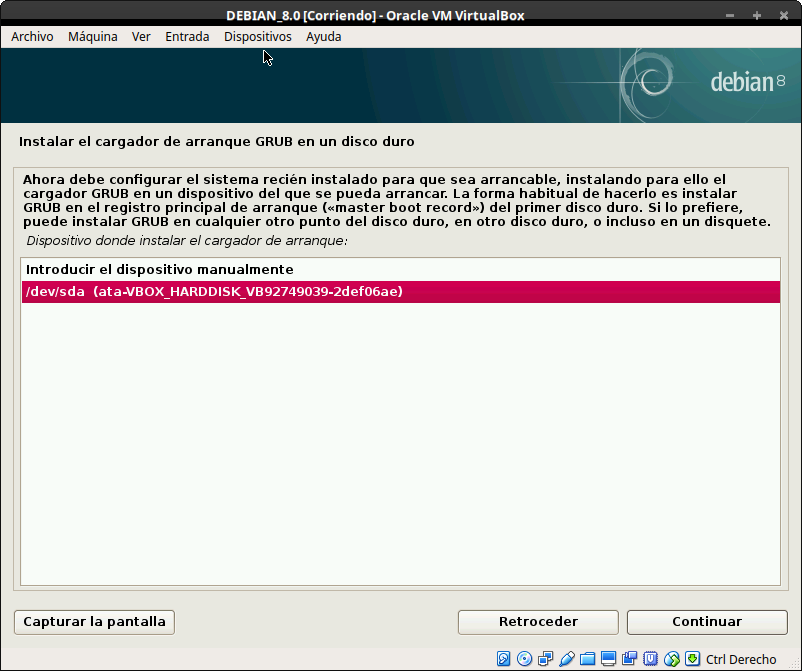 DEBIAN_8.0 [Corriendo] - Oracle VM VirtualBox
Archivo Máquina Ver Entrada Dispositivos Ayuda
debian 8
Instalar el cargador de arranque GRUB en un disco duro
Ahora debe configurar el sistema recién instalado para que sea arrancable, instalando para ello el
cargador GRUB en un dispositivo del que se pueda arrancar. La forma habitual de hacerlo es instalar
GRUB en el registro principal de arranque («master boot record») del primer disco duro. Si lo prefiere,
puede instalar GRUB en cualquier otro punto del disco duro, en otro disco duro, o incluso en un disquete.
Dispositivo donde instalar el cargador de arranque:
Introducir el dispositivo manualmente
/dev/sda (ata-VBOX_HARDDISK_VB92749039-2def06ae)
Capturar la pantalla Retroceder Continuar
Ctrl Derecho